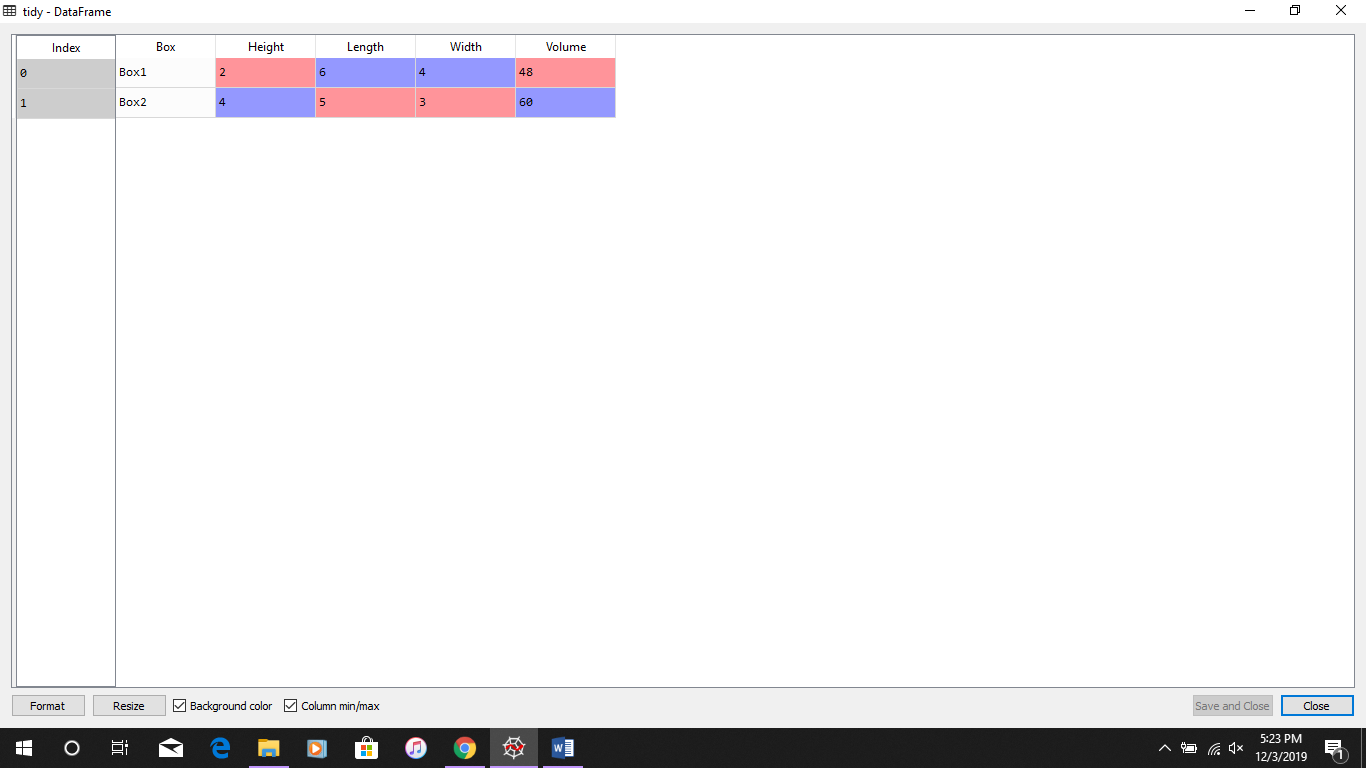 tidy - DataFrame
Index Box Height Length Width Volume
0 Box1 2 6 4 48
1 Box2 4 5 3 60
Format Resize Background color Column min/max Save and Close Close
5:23 PM
12/3/2019
W
1